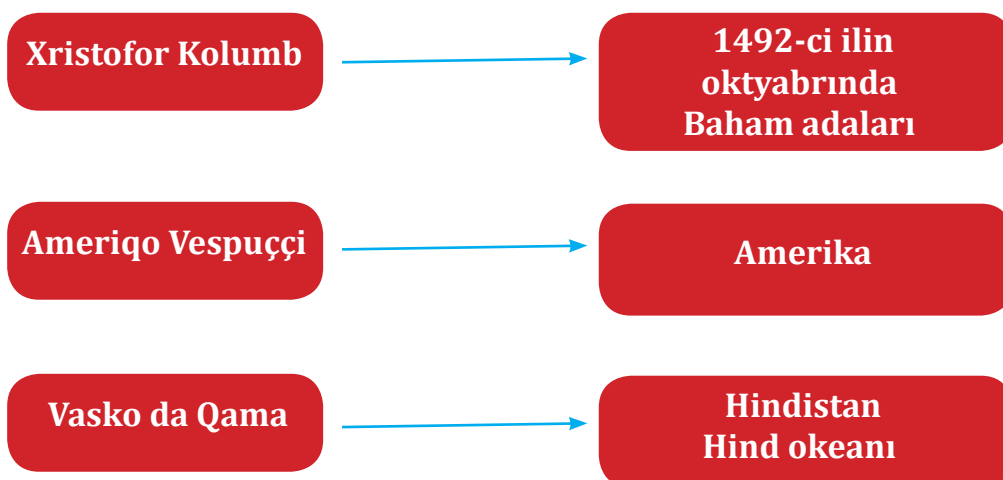 Xristofor Kolumb
1492-ci ilin
oktyabrında
Baham adaları
Ameriqo Vespuççi
Amerika
Vasko da Qama
Hindistan
Hind okeanı